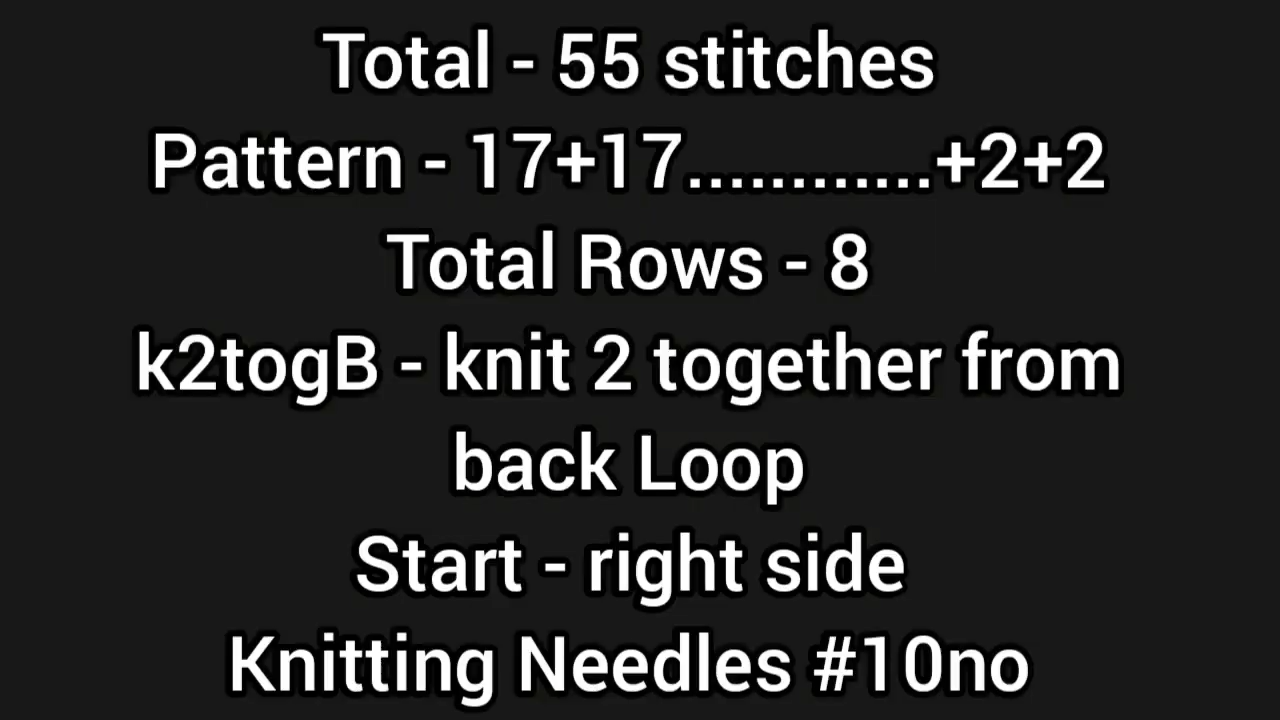 Total - 55 stitches
Pattern - 17+17............+2+2
Total Rows - 8
k2togB - knit 2 together from
back Loop
Start - right side
Knitting Needles #10no